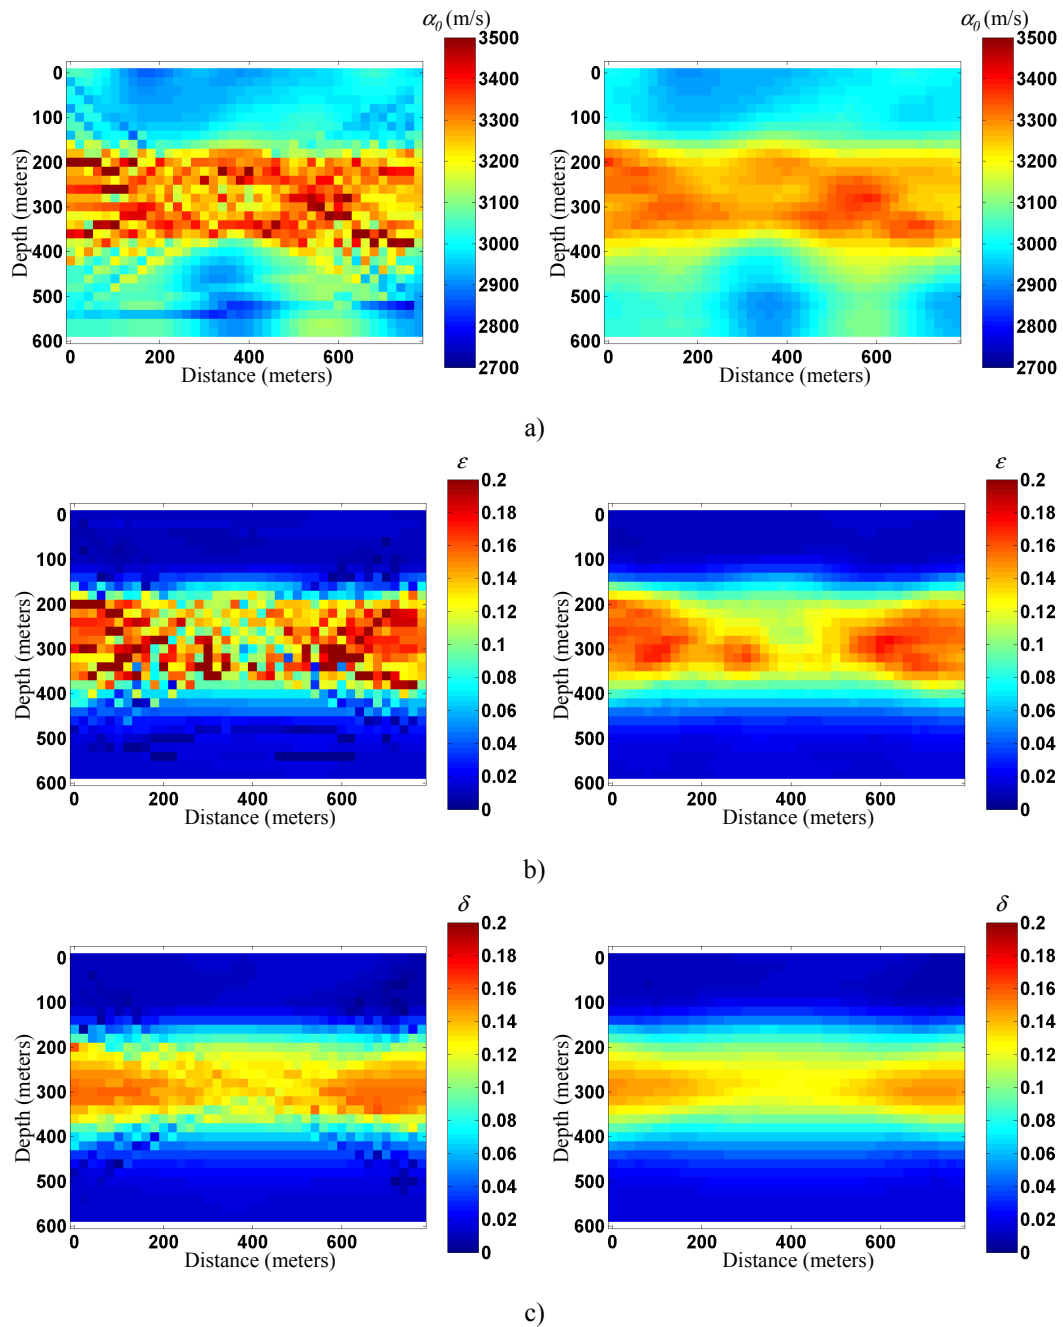 α₀ (m/s) α₀ (m/s)
3500 3500
0 0
3400 3400
100 3300 100 3300
200 3200 200 3200
Depth (meters) Depth (meters)
300 3100 300 3100
400 3000 400 3000
2900 2900
500 500
2800 2800
600 600
0 200 400 600 2700 0 200 400 600 2700
Distance (meters) Distance (meters)
a)
ε ε
0.2 0.2
0 0.18 0 0.18
100 0.16 100 0.16
0.14 0.14
200 0.12 200 0.12
Depth (meters) Depth (meters)
300 0.1 300 0.1
400 0.08 400 0.08
0.06 0.06
500 0.04 500 0.04
600 0.02 600 0.02
0 200 400 600 0 0 200 400 600 0
Distance (meters) Distance (meters)
b)
δ δ
0.2 0.2
0 0.18 0 0.18
100 0.16 100 0.16
0.14 0.14
200 0.12 200 0.12
Depth (meters) Depth (meters)
300 0.1 300 0.1
400 0.08 400 0.08
0.06 0.06
500 0.04 500 0.04
600 0.02 600 0.02
0 200 400 600 0 0 200 400 600 0
Distance (meters) Distance (meters)
c)